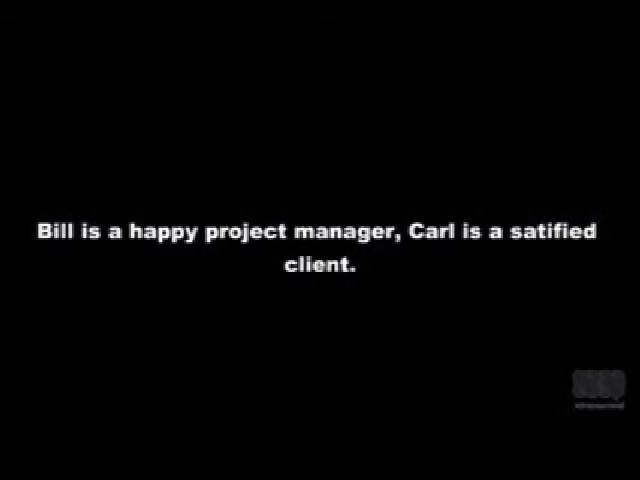 Bill is a happy project manager, Carl is a satified
client.